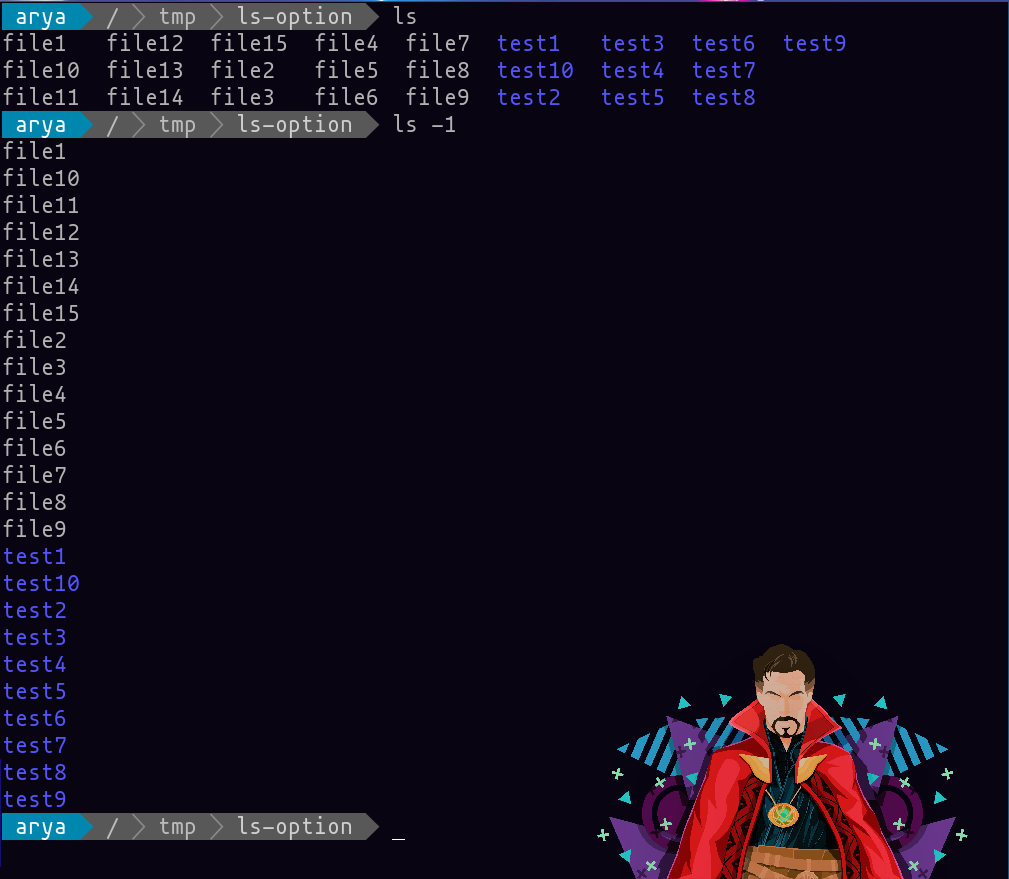 arya / tmp ls-option ls
file1 file12 file15 file4 file7 test1 test3 test6 test9
file10 file13 file2 file5 file8 test10 test4 test7
file11 file14 file3 file6 file9 test2 test5 test8
arya / tmp ls-option ls -1
file1
file10
file11
file12
file13
file14
file15
file2
file3
file4
file5
file6
file7
file8
file9
test1
test10
test2
test3
test4
test5
test6
test7
test8
test9
arya / tmp ls-option _